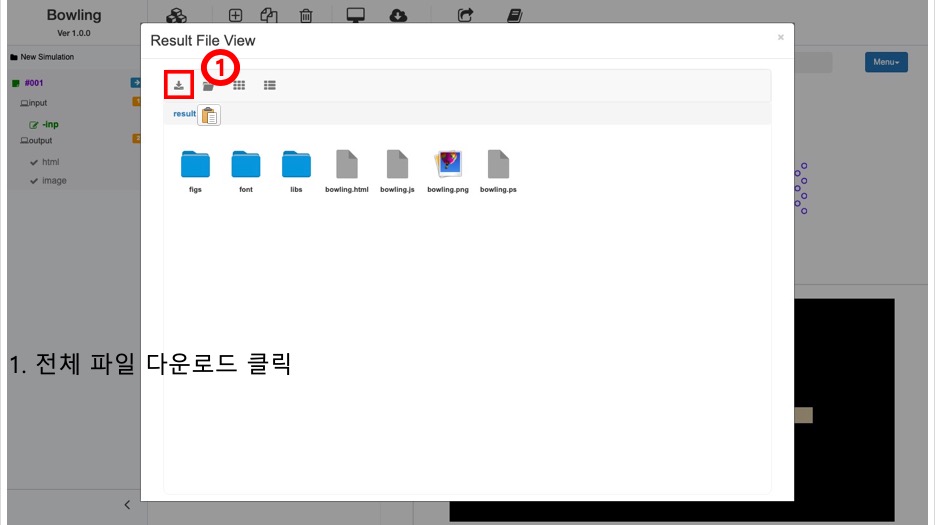 Bowling
Ver 1.0.0
New Simulation
#001
input
-inp
output
html
image
Result File View
×
1
Menu
result
figs
font
libs
bowling.html
bowling.js
bowling.png
bowling.ps
1. 전체 파일 다운로드 클릭